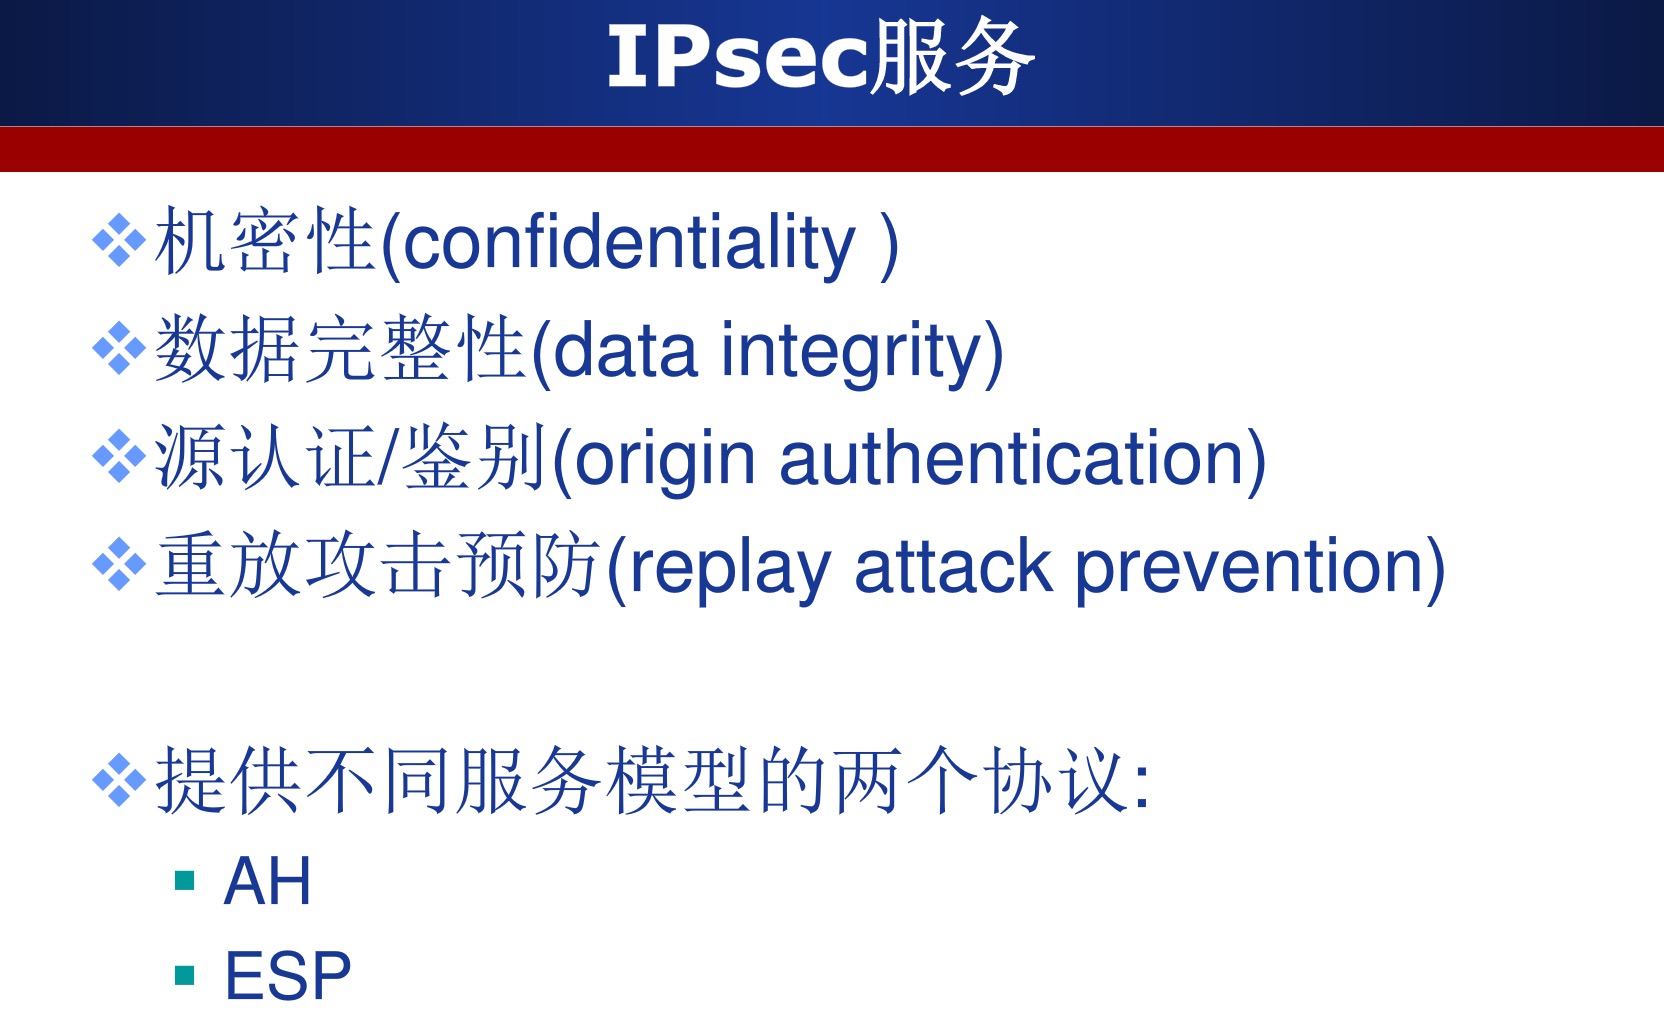 IPsec服务
机密性(confidentiality )
数据完整性(data integrity)
源认证/鉴别(origin authentication)
重放攻击预防(replay attack prevention)
提供不同服务模型的两个协议:
AH
ESP